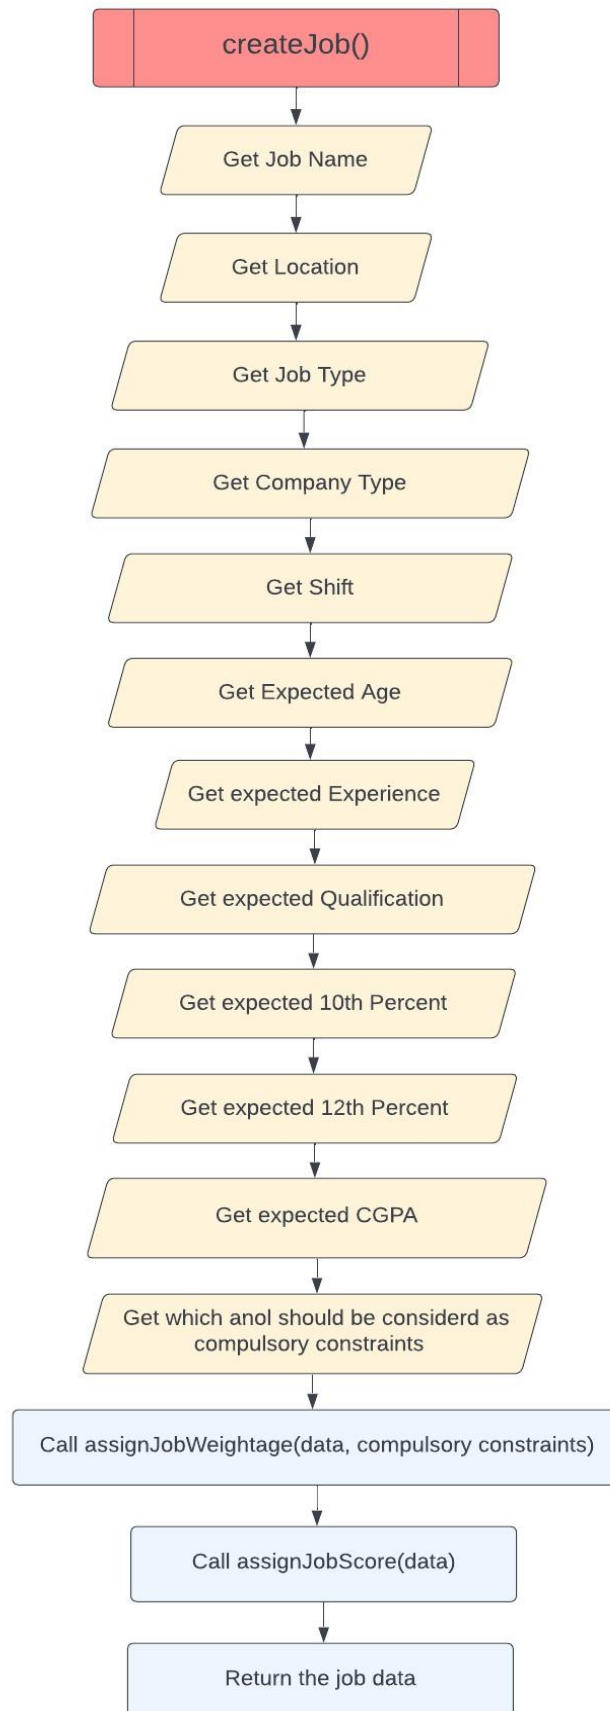 createJob()
Get Job Name
Get Location
Get Job Type
Get Company Type
Get Shift
Get Expected Age
Get expected Experience
Get expected Qualification
Get expected 10th Percent
Get expected 12th Percent
Get expected CGPA
Get which anol should be considerd as
compulsory constraints
Call assignJobWeightage(data, compulsory constraints)
Call assignJobScore(data)
Return the job data